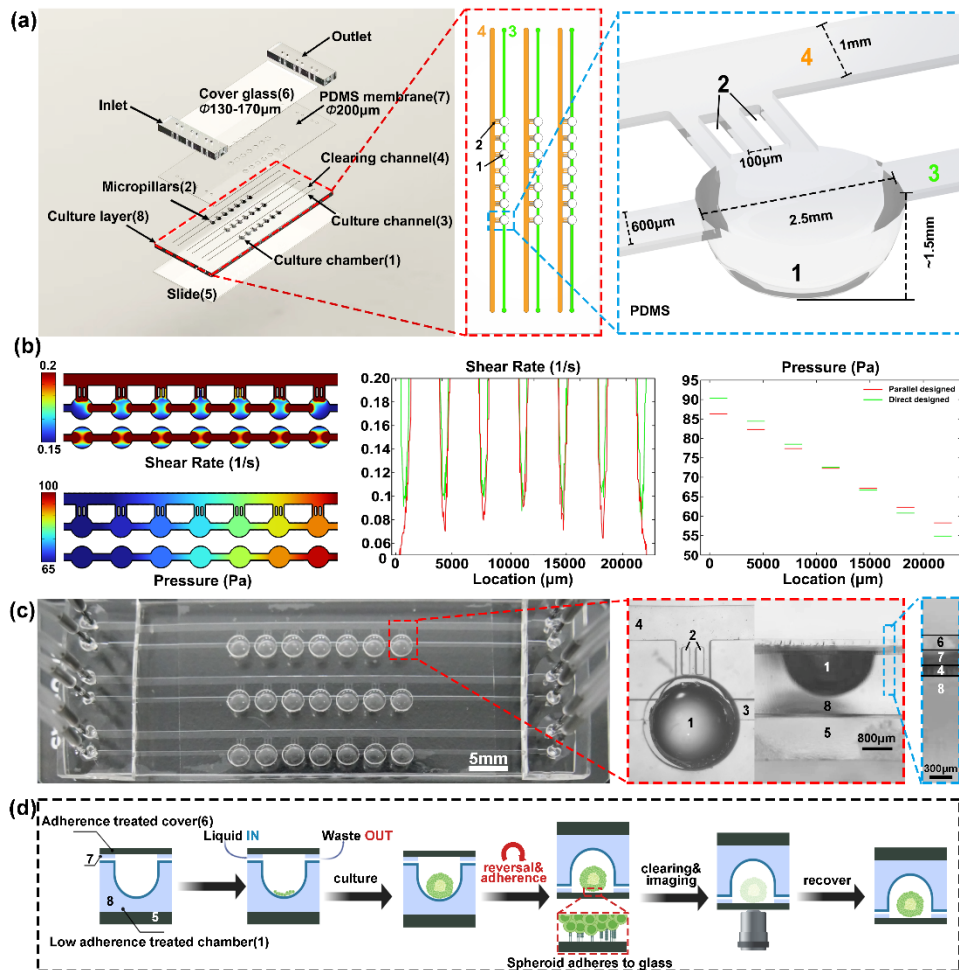 (a)
Outlet
Cover glass(6)
Φ130-170μm
PDMS membrane(7)
Φ200μm
Inlet
Clearing channel(4)
Micropillars(2)
Culture layer(8)
Culture channel(3)
Culture chamber(1)
Slide(5)
4 3
2
1
4
1mm
2
100μm
3
600μm
2.5mm
~1.5mm
1
PDMS
(b)
0.2
0.15
Shear Rate (1/s)
100
65
Pressure (Pa)
Shear Rate (1/s)
0.20
0.16
0.14
0.12
0.1
0.08
0.06
0
0 5000 10000 15000 20000
Location (μm)
Pressure (Pa)
Parallel designed
Direct designed
95
90
85
80
75
70
65
60
55
50
0 5000 10000 15000 20000
Location (μm)
(c)
5mm
4
2
1
3
1
8
5
800μm
6
7
4
8
300μm
(d)
Adherence treated cover(6)
7
8
5
Low adherence treated chamber(1)
Liquid IN
Waste OUT
culture
reversal&
adherence
Spheroid adheres to glass
clearing&
imaging
recover